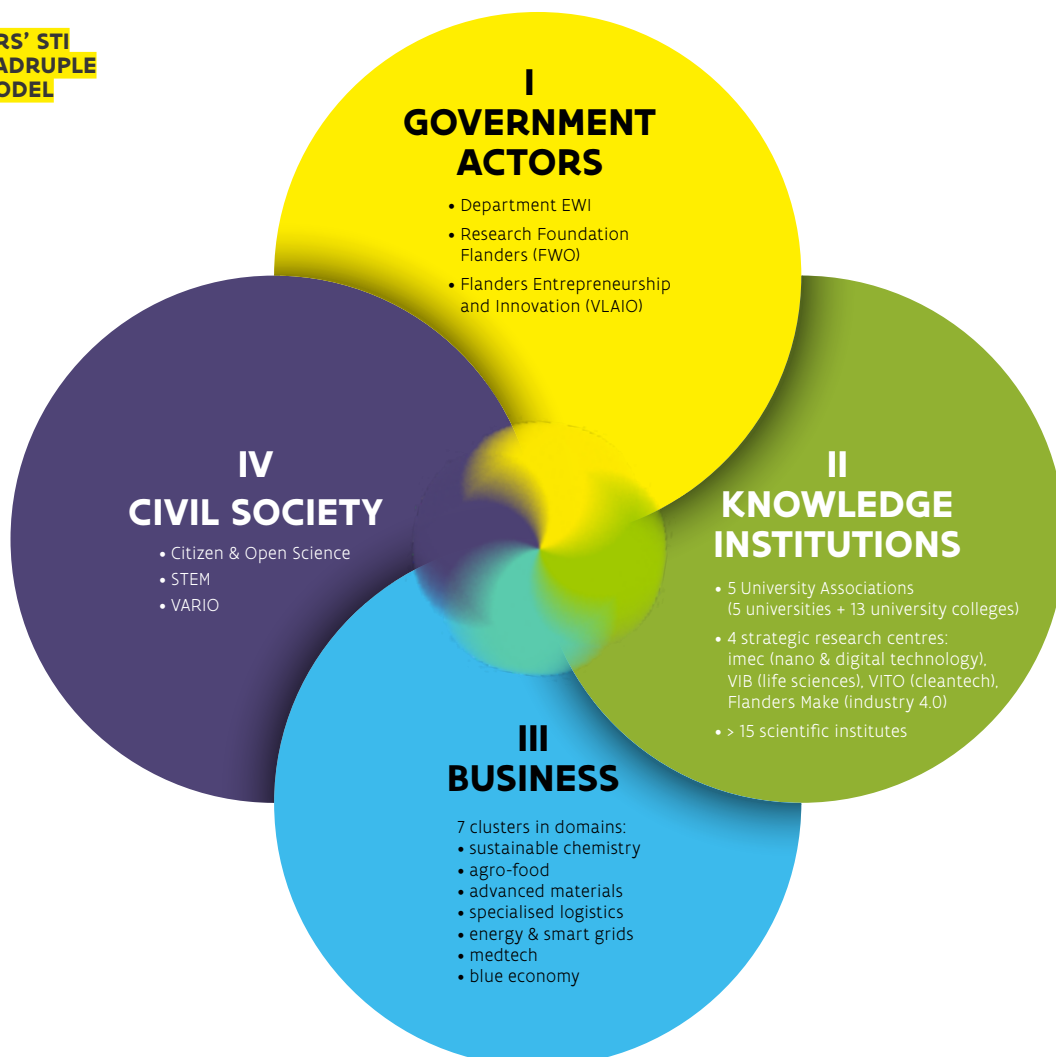 RS’ STI
ADRUPLE
ODEL
I
GOVERNMENT
ACTORS
• Department EWI
• Research Foundation
Flanders (FWO)
• Flanders Entrepreneurship
and Innovation (VLAIO)
IV
CIVIL SOCIETY
• Citizen & Open Science
• STEM
• VARIO
II
KNOWLEDGE
INSTITUTIONS
• 5 University Associations
(5 universities + 13 university colleges)
• 4 strategic research centres:
imec (nano & digital technology),
VIB (life sciences), VITO (cleantech),
Flanders Make (industry 4.0)
• > 15 scientific institutes
III
BUSINESS
7 clusters in domains:
• sustainable chemistry
• agro-food
• advanced materials
• specialised logistics
• energy & smart grids
• medtech
• blue economy